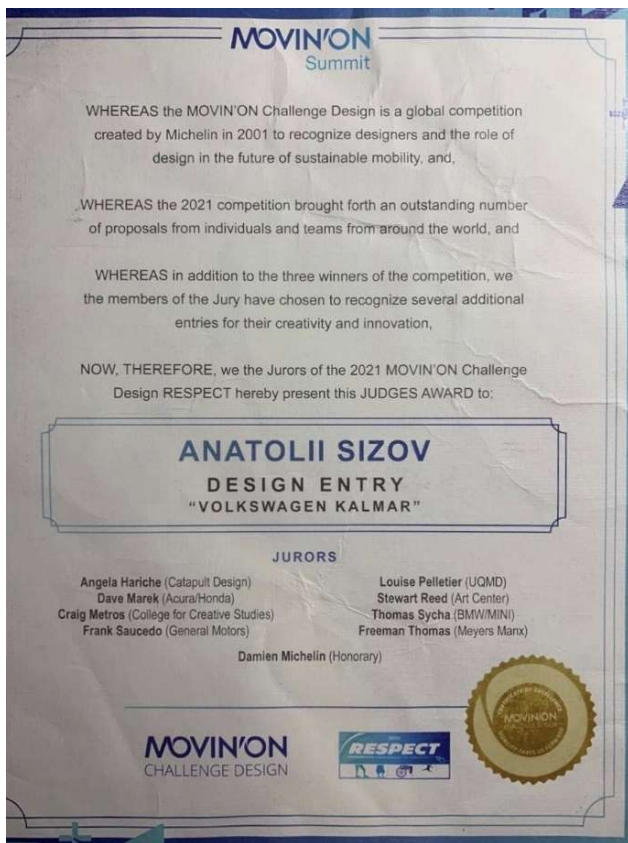 MOVIN'ON
Summit
WHEREAS the MOVIN'ON Challenge Design is a global competition
created by Michelin in 2001 to recognize designers and the role of
design in the future of sustainable mobility, and,
WHEREAS the 2021 competition brought forth an outstanding number
of proposals from individuals and teams from around the world, and
WHEREAS in addition to the three winners of the competition, we
the members of the Jury have chosen to recognize several additional
entries for their creativity and innovation,
NOW, THEREFORE, we the Jurors of the 2021 MOVIN'ON Challenge
Design RESPECT hereby present this JUDGES AWARD to:
ANATOLII SIZOV
DESIGN ENTRY
"VOLKSWAGEN KALMAR"
JURORS
Angela Hariche (Catapult Design)
Dave Marek (Acura/Honda)
Craig Metros (College for Creative Studies)
Frank Saucedo (General Motors)
Louise Pelletier (UQMD)
Stewart Reed (Art Center)
Thomas Sycha (BMW/MINI)
Freeman Thomas (Meyers Manx)
Damien Michelin (Honorary)
MOVIN'ON
CHALLENGE DESIGN
RESPECT
MOVIN'ON